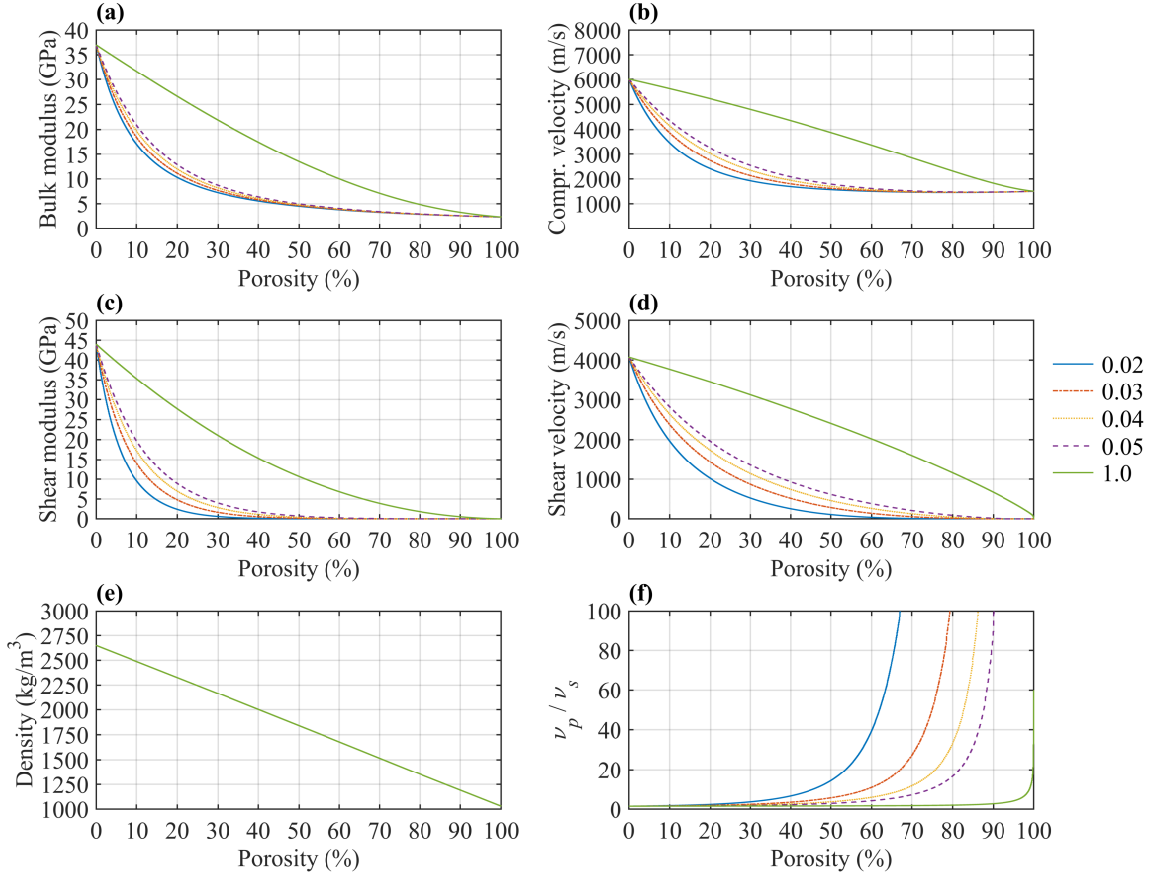 (a)
40
35
30
25
20
15
10
5
0
Bulk modulus (GPa)
0 10 20 30 40 50 60 70 80 90 100
Porosity (%)
(b)
8000
7000
6000
5000
4000
3000
2000
1000
Compr. velocity (m/s)
0 10 20 30 40 50 60 70 80 90 100
Porosity (%)
(c)
50
45
40
35
30
25
20
15
10
5
0
Shear modulus (GPa)
0 10 20 30 40 50 60 70 80 90 100
Porosity (%)
(d)
5000
4000
3000
2000
1000
0
Shear velocity (m/s)
0 10 20 30 40 50 60 70 80 90 100
Porosity (%)
0.02
0.03
0.04
0.05
1.0
(e)
3000
2750
2500
2250
2000
1750
1500
1250
1000
Density (kg/m³)
0 10 20 30 40 50 60 70 80 90 100
Porosity (%)
(f)
100
80
60
40
20
0
ν_p / ν_s
0 10 20 30 40 50 60 70 80 90 100
Porosity (%)